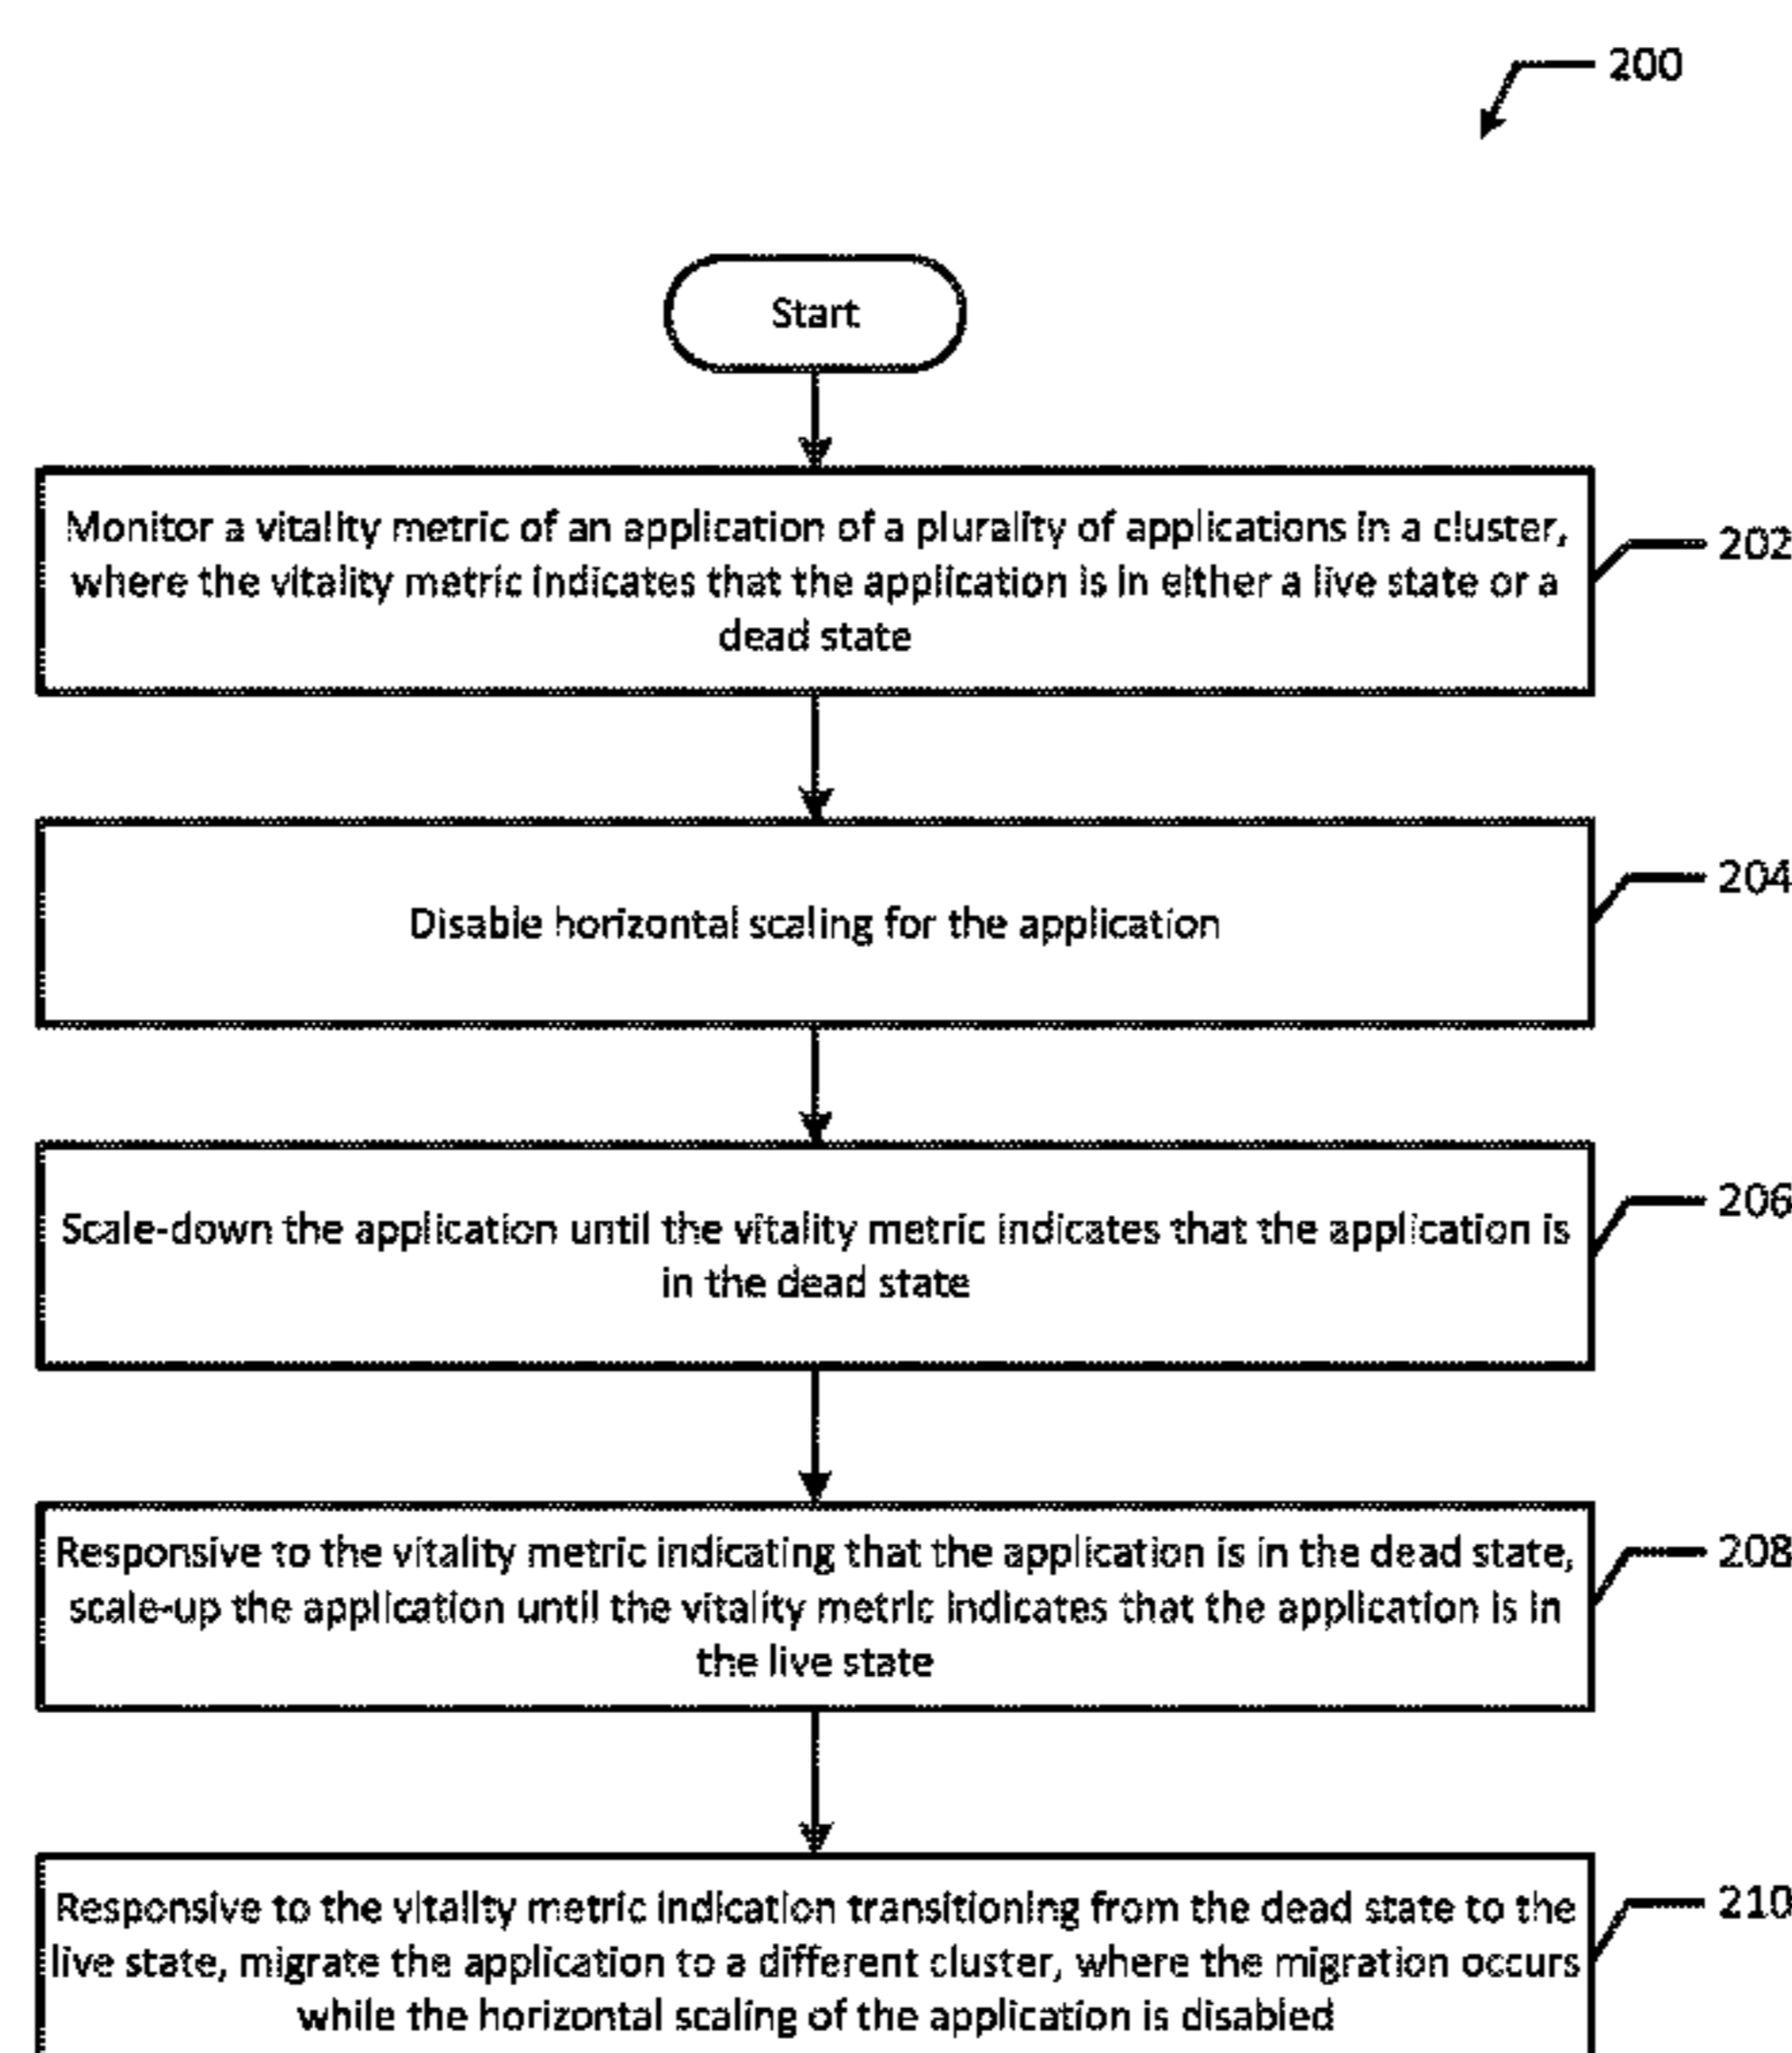 200
Start
Monitor a vitality metric of an application of a plurality of applications in a cluster,
where the vitality metric indicates that the application is in either a live state or a
dead state
202
Disable horizontal scaling for the application
204
Scale-down the application until the vitality metric indicates that the application is
in the dead state
206
Responsive to the vitality metric indicating that the application is in the dead state,
scale-up the application until the vitality metric indicates that the application is in
the live state
208
Responsive to the vitality metric indication transitioning from the dead state to the
live state, migrate the application to a different cluster, where the migration occurs
while the horizontal scaling of the application is disabled
210